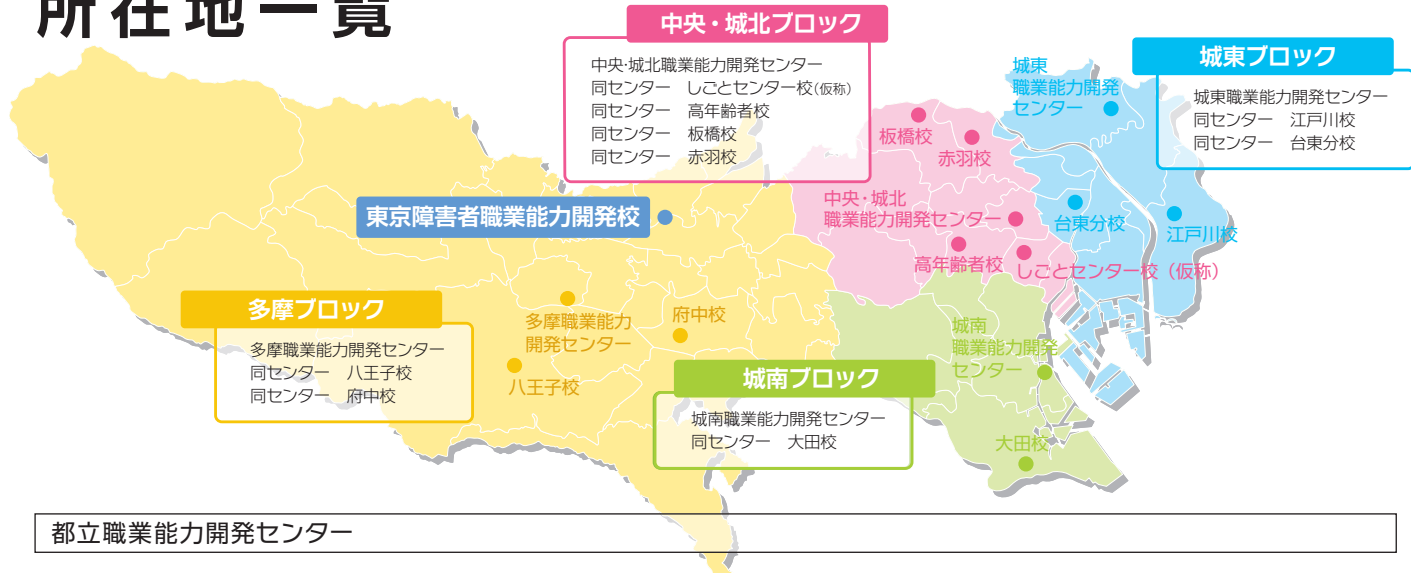 所在地一覧
中央・城北ブロック
中央・城北職業能力開発センター
同センター　しごとセンター校(仮称)
同センター　高年齢者校
同センター　板橋校
同センター　赤羽校
城東ブロック
城東職業能力開発センター
同センター　江戸川校
同センター　台東分校
城東
職業能力開発
センター
板橋校
赤羽校
中央・城北
職業能力開発センター
台東分校
江戸川校
高年齢者校
しごとセンター校（仮称）
東京障害者職業能力開発校
多摩ブロック
多摩職業能力開発センター
同センター　八王子校
同センター　府中校
多摩職業能力
開発センター
府中校
八王子校
城南ブロック
城南職業能力開発センター
同センター　大田校
城南
職業能力開発
センター
大田校
都立職業能力開発センター